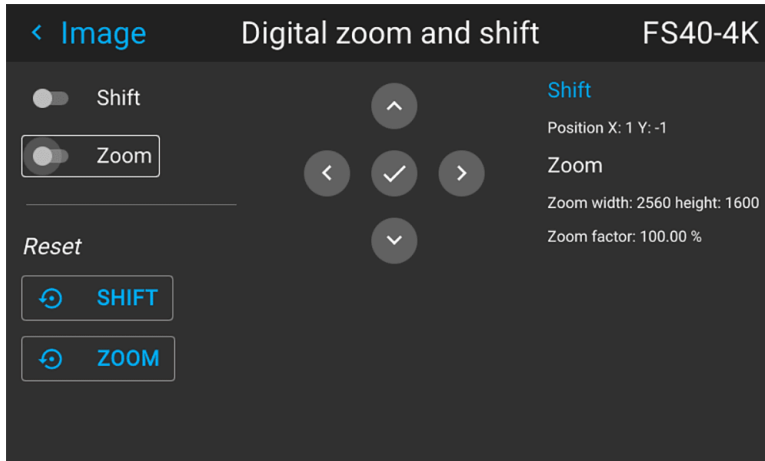 Image
Digital zoom and shift
FS40-4K
Shift
Zoom
Reset
SHIFT
ZOOM
Shift
Position X: 1 Y: -1
Zoom
Zoom width: 2560 height: 1600
Zoom factor: 100.00 %